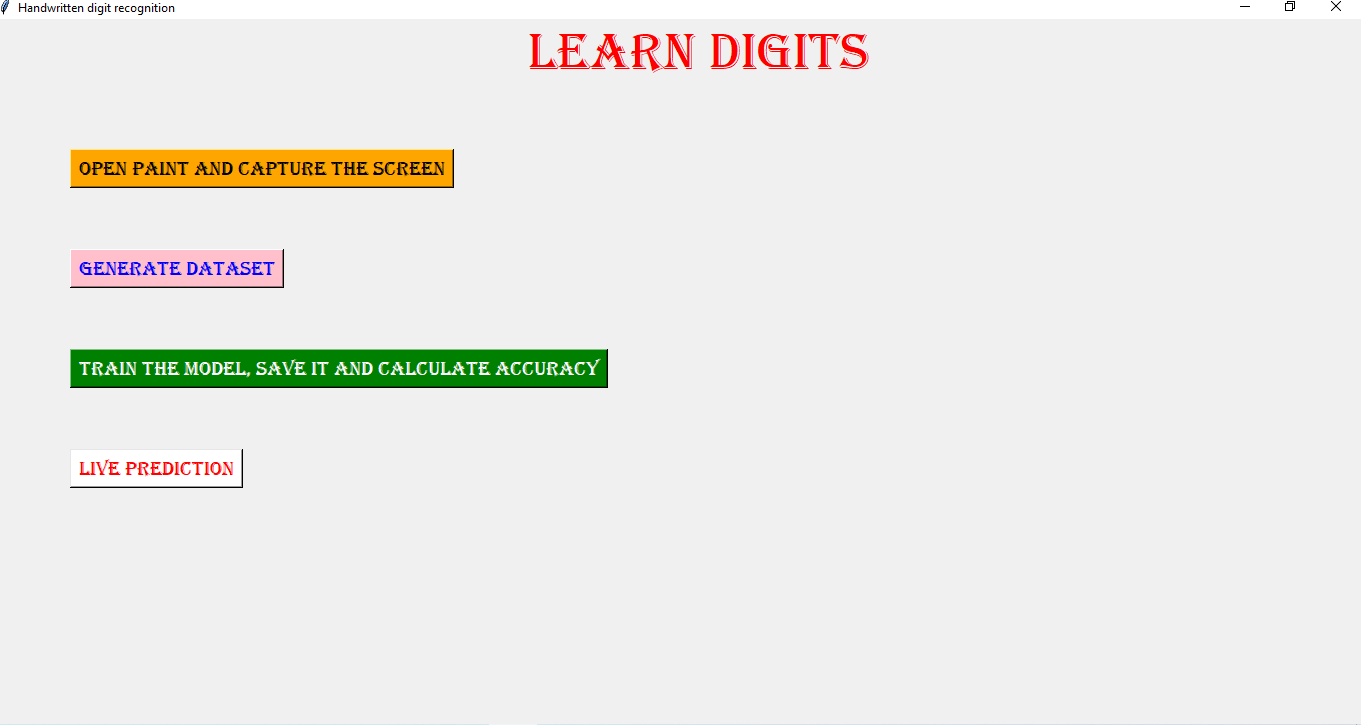 Handwritten digit recognition
LEARN DIGITS
OPEN PAINT AND CAPTURE THE SCREEN
GENERATE DATASET
TRAIN THE MODEL, SAVE IT AND CALCULATE ACCURACY
LIVE PREDICTION